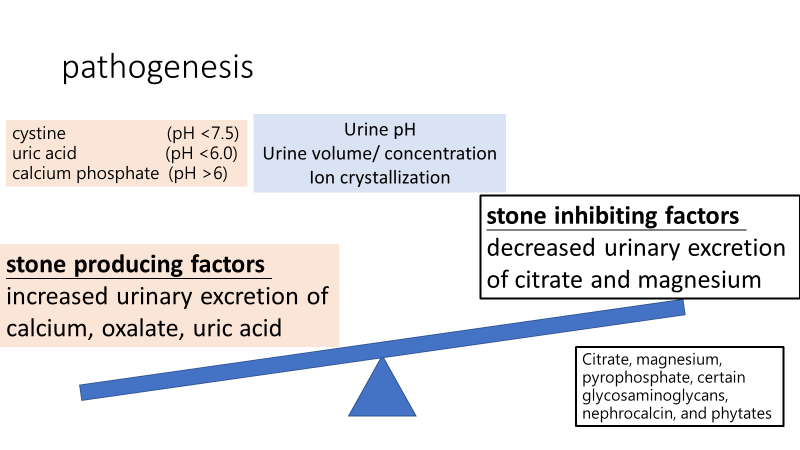 pathogenesis
cystine (pH <7.5)
uric acid (pH <6.0)
calcium phosphate (pH >6)
Urine pH
Urine volume/ concentration
Ion crystallization
stone inhibiting factors
decreased urinary excretion
of citrate and magnesium
stone producing factors
increased urinary excretion of
calcium, oxalate, uric acid
Citrate, magnesium,
pyrophosphate, certain
glycosaminoglycans,
nephrocalcin, and phytates